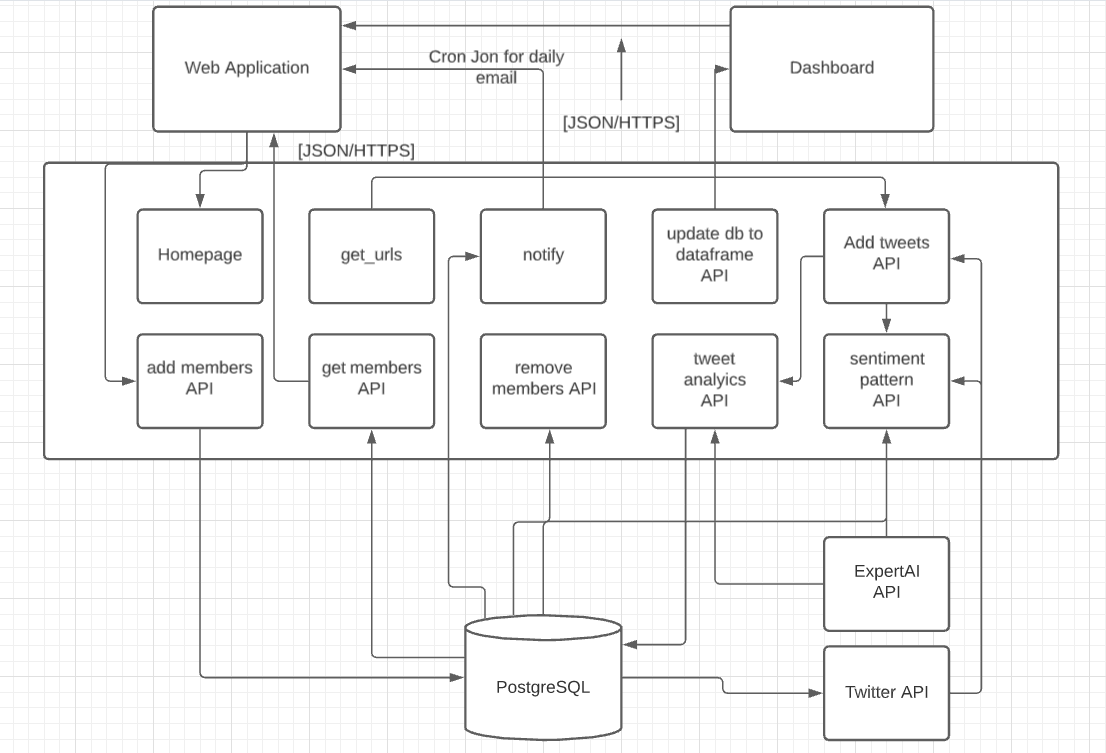 Web Application
Cron Jon for daily
email
Dashboard
[JSON/HTTPS]
[JSON/HTTPS]
Homepage
get_urls
notify
update db to
dataframe
API
Add tweets
API
add members
API
get members
API
remove
members API
tweet
analyics
API
sentiment
pattern
API
ExpertAI
API
PostgreSQL
Twitter API